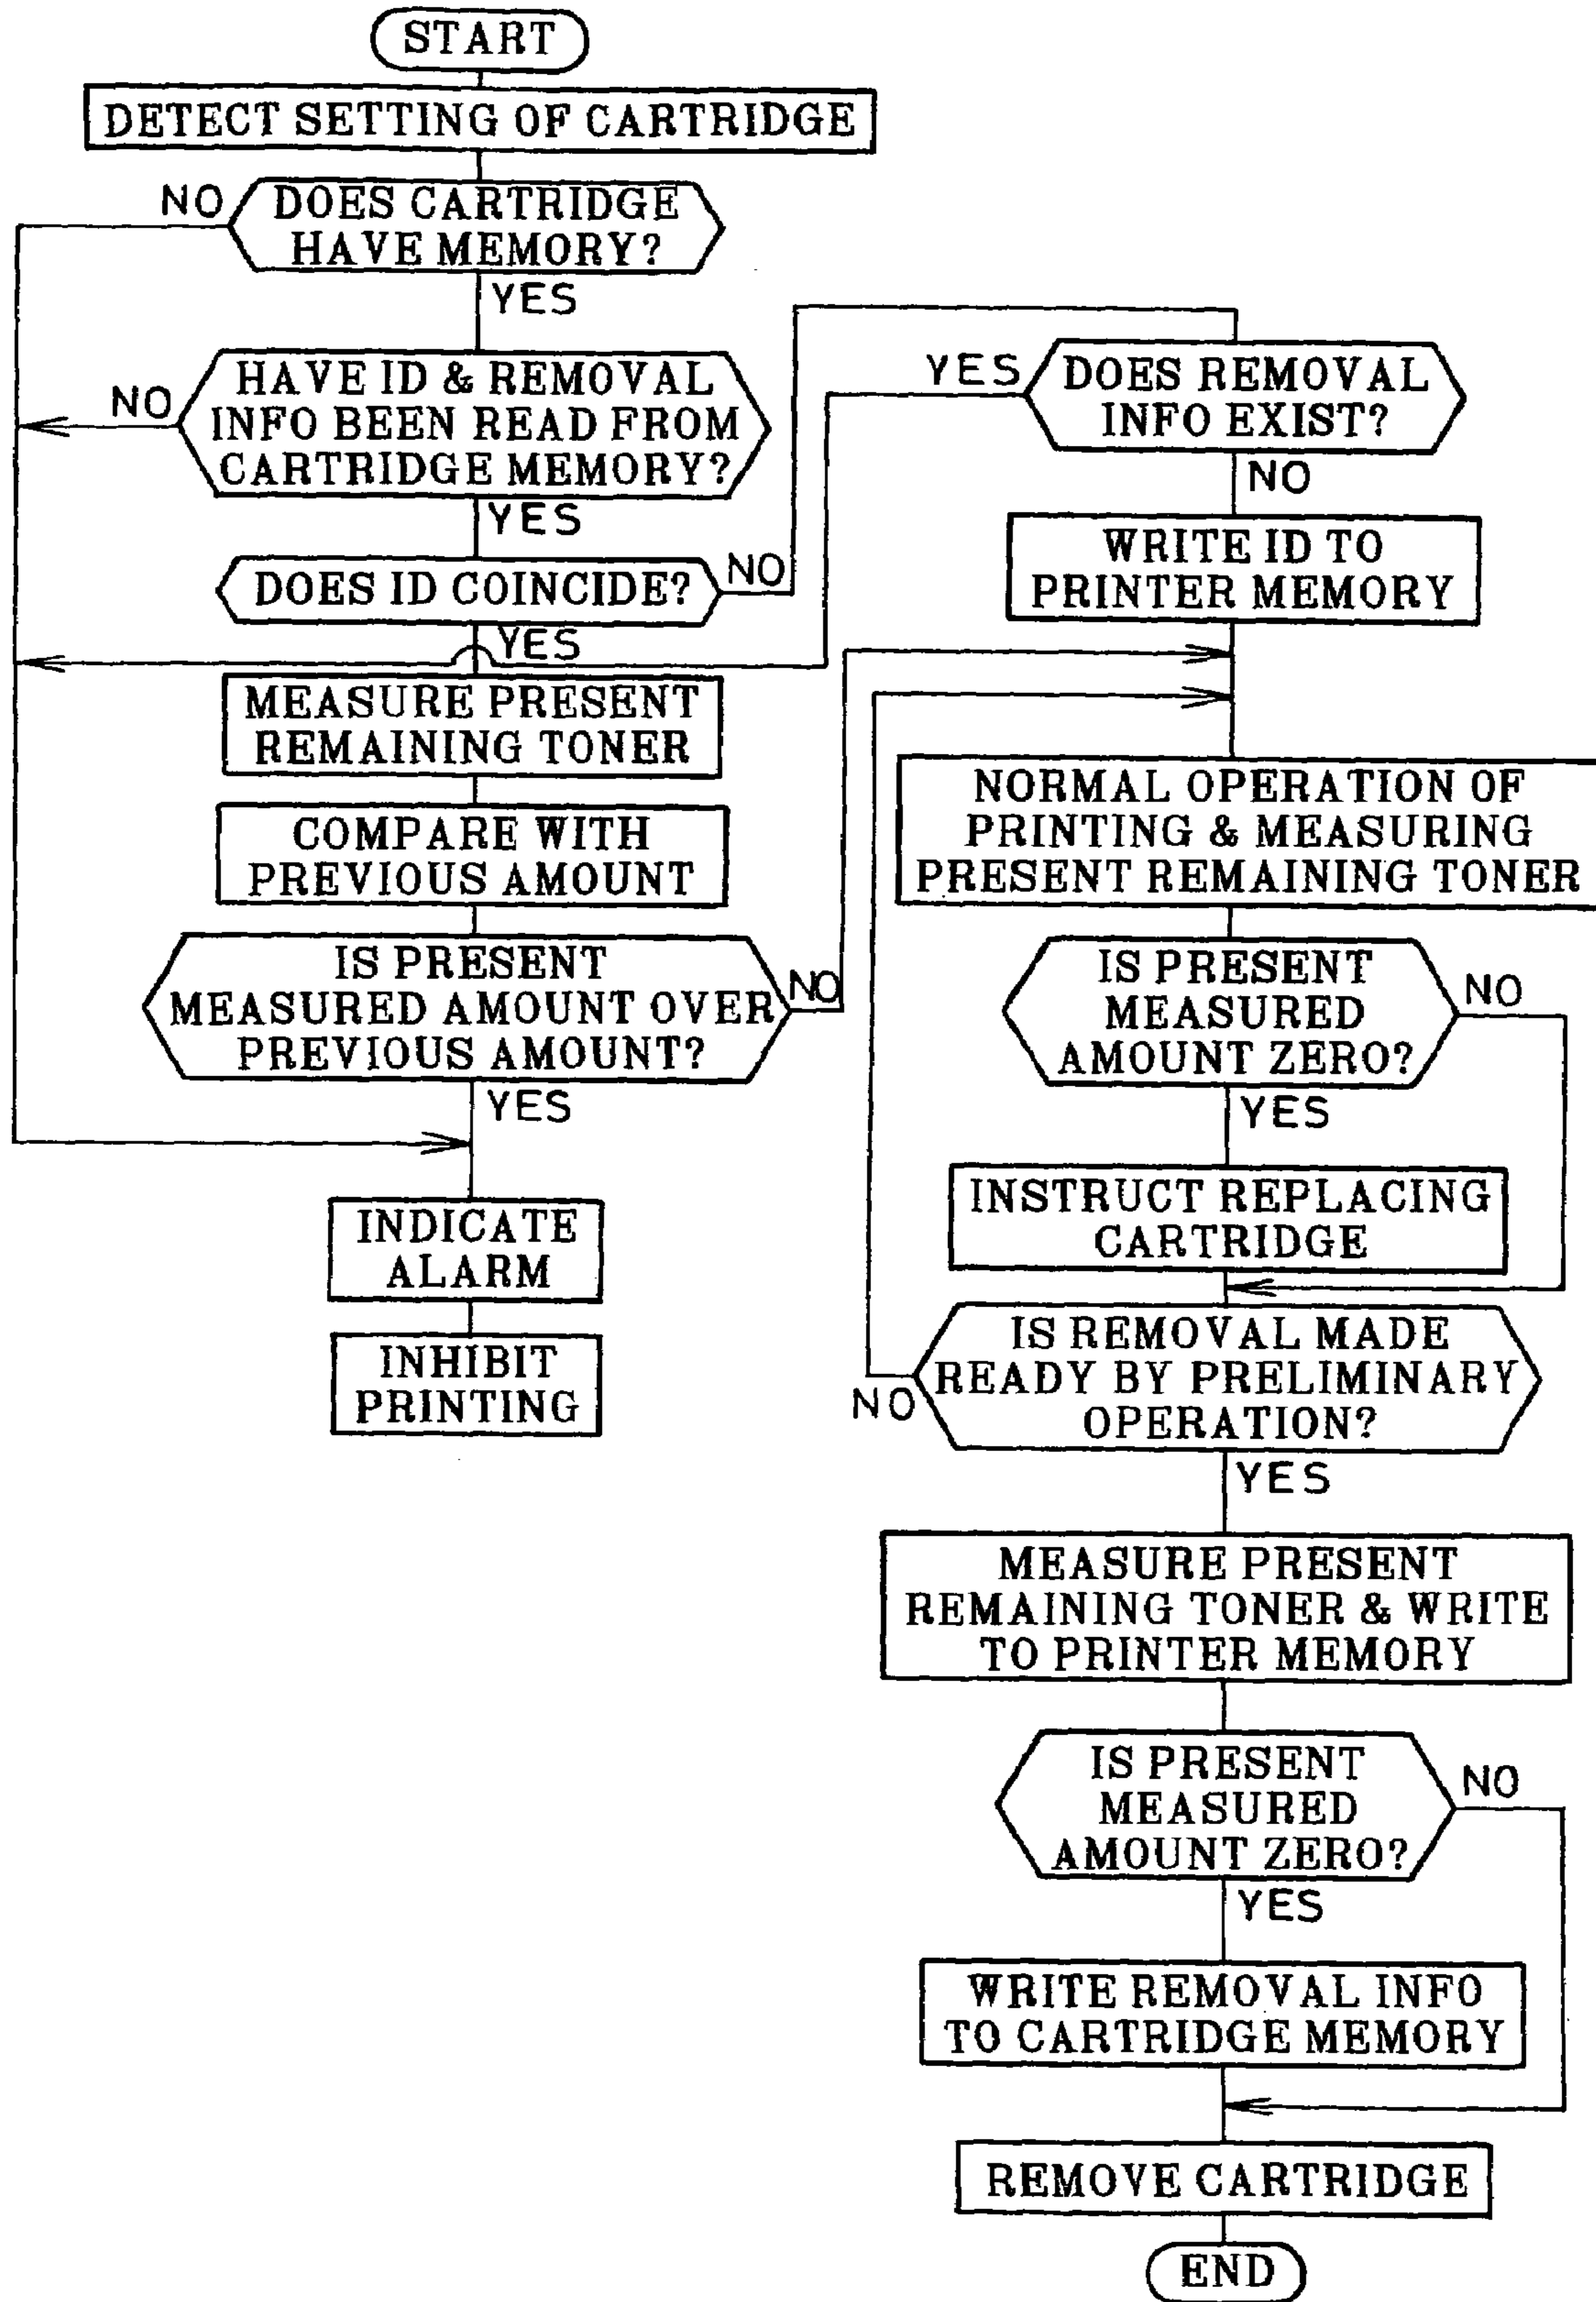 START
DETECT SETTING OF CARTRIDGE
NO
DOES CARTRIDGE
HAVE MEMORY?
YES
NO
HAVE ID & REMOVAL
INFO BEEN READ FROM
CARTRIDGE MEMORY?
YES
DOES ID COINCIDE?
NO
YES
MEASURE PRESENT
REMAINING TONER
COMPARE WITH
PREVIOUS AMOUNT
IS PRESENT
MEASURED AMOUNT OVER
PREVIOUS AMOUNT?
NO
YES
INDICATE
ALARM
INHIBIT
PRINTING
YES
DOES REMOVAL
INFO EXIST?
NO
WRITE ID TO
PRINTER MEMORY
NORMAL OPERATION OF
PRINTING & MEASURING
PRESENT REMAINING TONER
IS PRESENT
MEASURED
AMOUNT ZERO?
NO
YES
INSTRUCT REPLACING
CARTRIDGE
IS REMOVAL MADE
READY BY PRELIMINARY
OPERATION?
NO
YES
MEASURE PRESENT
REMAINING TONER & WRITE
TO PRINTER MEMORY
IS PRESENT
MEASURED
AMOUNT ZERO?
NO
YES
WRITE REMOVAL INFO
TO CARTRIDGE MEMORY
REMOVE CARTRIDGE
END